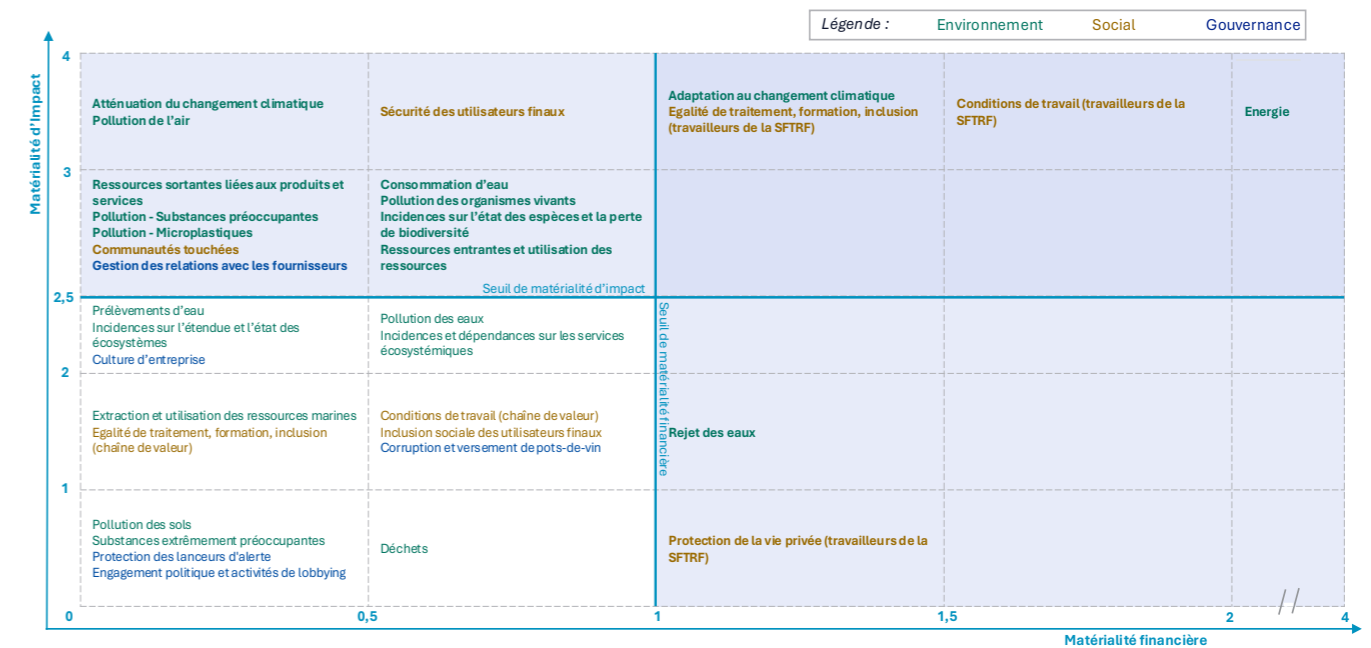 Légende : Environnement Social Gouvernance
Matérialité d'Impact
4
Atténuation du changement climatique
Pollution de l'air
Sécurité des utilisateurs finaux
Adaptation au changement climatique
Egalité de traitement, formation, inclusion
(travailleurs de la SFTRF)
Conditions de travail (travailleurs de la
SFTRF)
Energie
3
Ressources sortantes liées aux produits et
services
Pollution - Substances préoccupantes
Pollution - Microplastiques
Communautés touchées
Gestion des relations avec les fournisseurs
Consommation d'eau
Pollution des organismes vivants
Incidences sur l'état des espèces et la perte
de biodiversité
Ressources entrantes et utilisation des
ressources
Seuil de matérialité d'impact
2,5
Prélèvements d'eau
Incidences sur l'étendue et l'état des
écosystèmes
Culture d'entreprise
Pollution des eaux
Incidences et dépendances sur les services
écosystémiques
Seuil de matérialité financière
2
Extraction et utilisation des ressources marines
Egalité de traitement, formation, inclusion
(chaîne de valeur)
Conditions de travail (chaîne de valeur)
Inclusion sociale des utilisateurs finaux
Corruption et versement de pots-de-vin
Rejet des eaux
1
Pollution des sols
Substances extrêmement préoccupantes
Protection des lanceurs d'alerte
Engagement politique et activités de lobbying
Déchets
Protection de la vie privée (travailleurs de la
SFTRF)
0 0,5 1 1,5 2 // 4
Matérialité financière